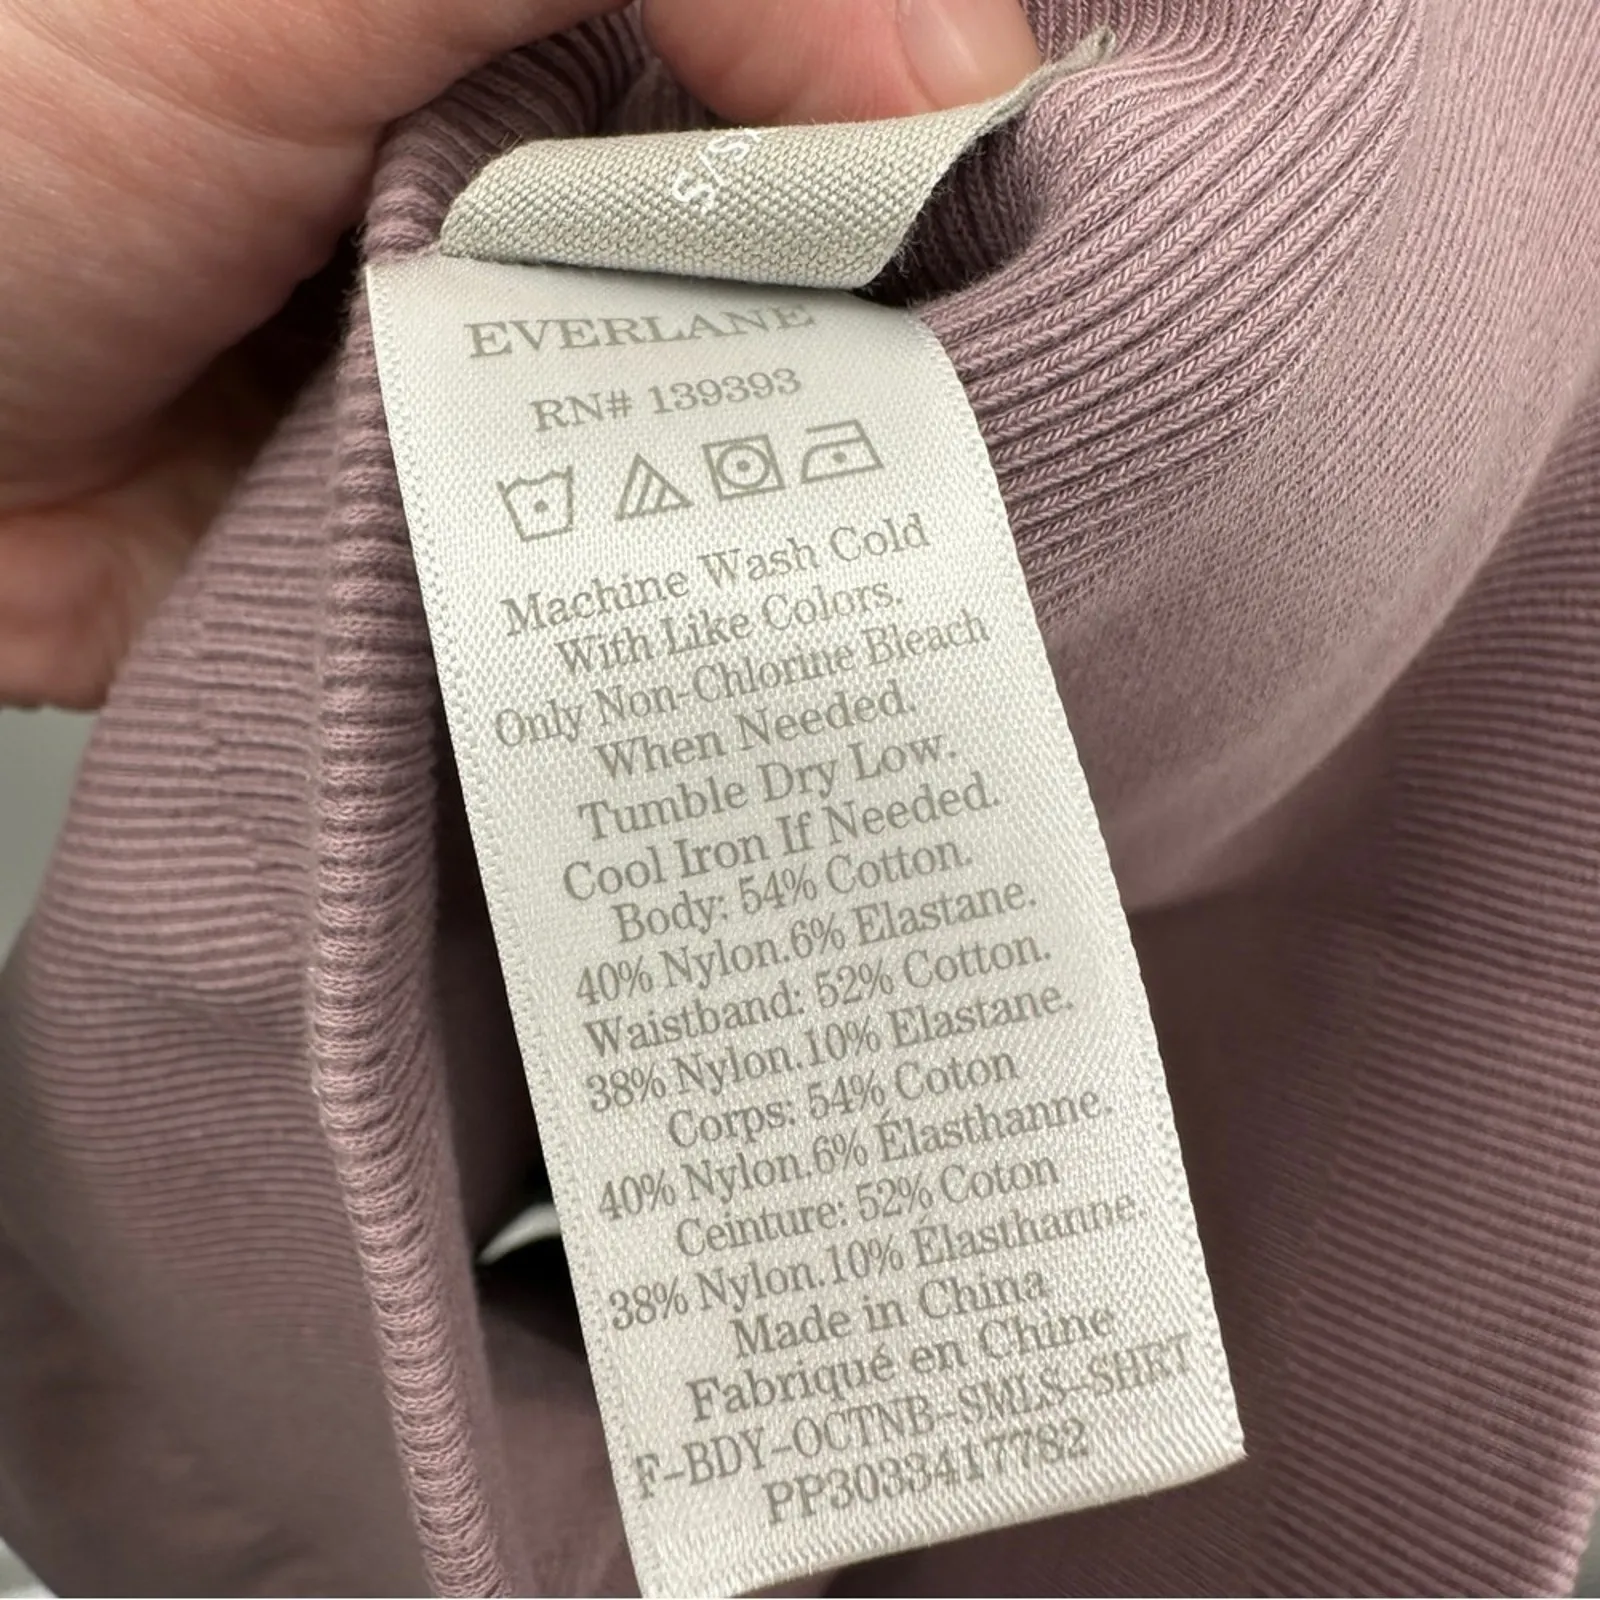 EVERLANE
RN# 139393
Machine Wash Cold
With Like Colors.
Only Non-Chlorine Bleach
When Needed.
Tumble Dry Low.
Cool Iron If Needed.
Body: 54% Cotton.
40% Nylon.6% Elastane.
Waistband: 52% Cotton.
38% Nylon.10% Elastane.
Corps: 54% Coton
40% Nylon.6% Élasthanne.
Ceinture: 52% Coton
38% Nylon.10% Élasthanne.
Made in China
Fabriqué en Chine
F-BDY-OCTNB-SMLS-SHRT
PP3033417782